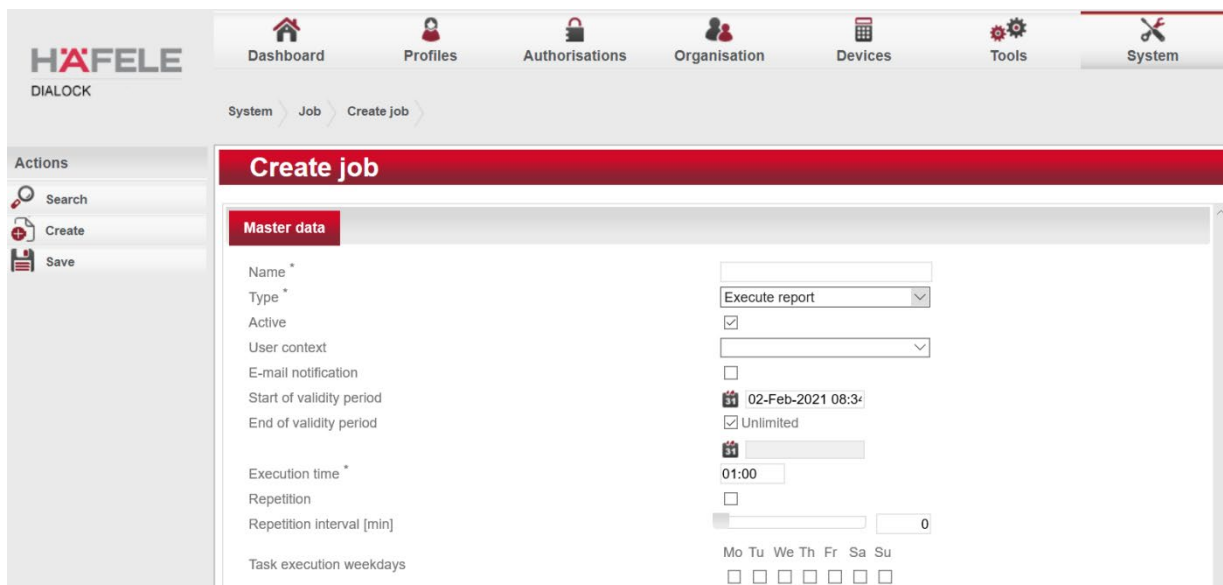 HÄFELE
DIALOCK
Dashboard Profiles Authorisations Organisation Devices Tools System
System Job Create job
Actions
Search
Create
Save
Create job
Master data
Name *
Type * Execute report
Active
User context
E-mail notification
Start of validity period 31 02-Feb-2021 08:34
End of validity period Unlimited
31
Execution time * 01:00
Repetition
Repetition interval [min] 0
Mo Tu We Th Fr Sa Su
Task execution weekdays